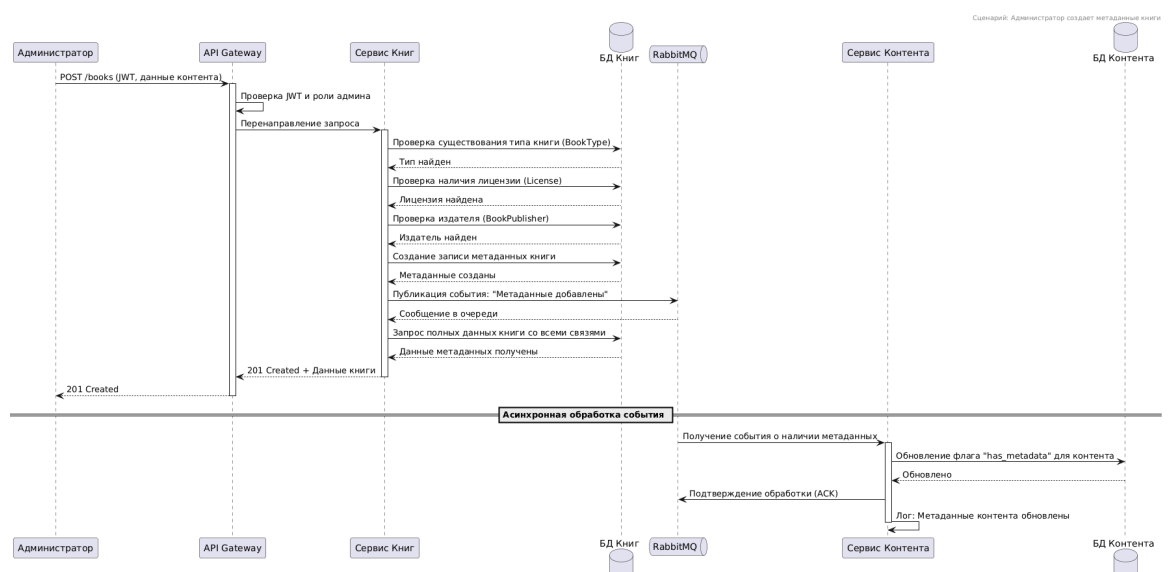 Сценарий: Администратор создает метаданные книги
Администратор
API Gateway
Сервис Книг
БД Книг
RabbitMQ
Сервис Контента
БД Контента
POST /books (JWT, данные контента)
Проверка JWT и роли админа
Перенаправление запроса
Проверка существования типа книги (BookType)
Тип найден
Проверка наличия лицензии (License)
Лицензия найдена
Проверка издателя (BookPublisher)
Издатель найден
Создание записи метаданных книги
Метаданные созданы
Публикация события: "Метаданные добавлены"
Сообщение в очереди
Запрос полных данных книги со всеми связями
Данные метаданных получены
201 Created + Данные книги
201 Created
Асинхронная обработка события
Получение события о наличии метаданных
Обновление флага "has_metadata" для контента
Обновлено
Подтверждение обработки (ACK)
Лог: Метаданные контента обновлены
Администратор
API Gateway
Сервис Книг
БД Книг
RabbitMQ
Сервис Контента
БД Контента